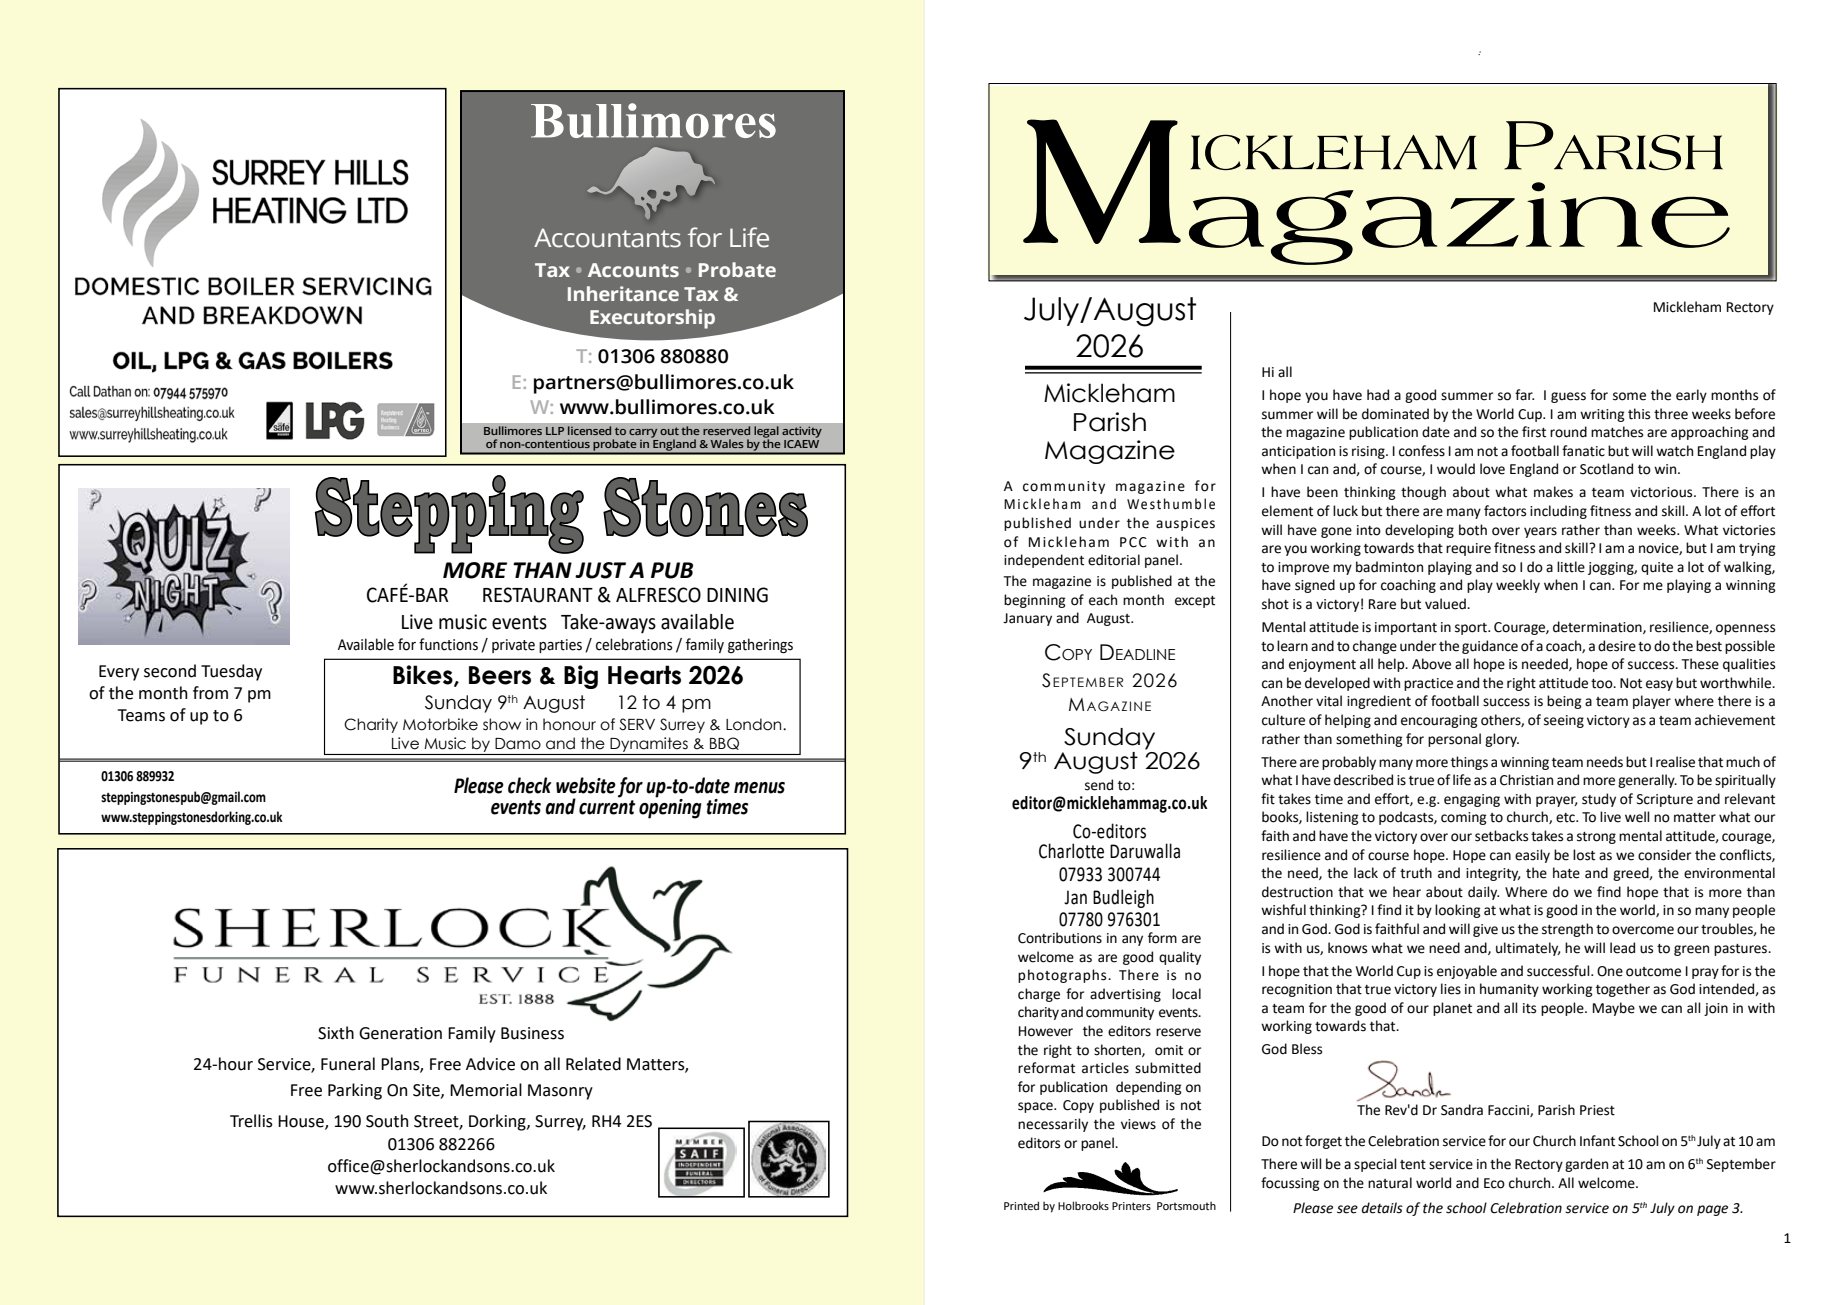 SURREY HILLS
HEATING LTD
DOMESTIC BOILER SERVICING
AND BREAKDOWN
OIL, LPG & GAS BOILERS
Call Dathan on: 07944 575970
sales@surreyhillsheating.co.uk
www.surreyhillsheating.co.uk
safe
LPG
Registered
Heating
Business
Bullimores
Accountants for Life
Tax • Accounts • Probate
Inheritance Tax &
Executorship
T: 01306 880880
E: partners@bullimores.co.uk
W: www.bullimores.co.uk
Bullimores LLP licensed to carry out the reserved legal activity
of non-contentious probate in England & Wales by the ICAEW
QUIZ
NIGHT
Every second Tuesday
of the month from 7 pm
Teams of up to 6
Stepping Stones
MORE THAN JUST A PUB
CAFÉ-BAR RESTAURANT & ALFRESCO DINING
Live music events Take-aways available
Available for functions / private parties / celebrations / family gatherings
Bikes, Beers & Big Hearts 2026
Sunday 9th August 12 to 4 pm
Charity Motorbike show in honour of SERV Surrey & London.
Live Music by Damo and the Dynamites & BBQ
01306 889932
steppingstonespub@gmail.com
www.steppingstonesdorking.co.uk
Please check website for up-to-date menus
events and current opening times
SHERLOCK
FUNERAL SERVICE
EST. 1888
Sixth Generation Family Business
24-hour Service, Funeral Plans, Free Advice on all Related Matters,
Free Parking On Site, Memorial Masonry
Trellis House, 190 South Street, Dorking, Surrey, RH4 2ES
01306 882266
office@sherlockandsons.co.uk
www.sherlockandsons.co.uk
MEMBER
SAIF
INDEPENDENT
FUNERAL
DIRECTORS
National Association
of Funeral Directors
MICKLEHAM PARISH
Magazine
July/August
2026
Mickleham
Parish
Magazine
A community magazine for
Mickleham and Westhumble
published under the auspices
of Mickleham PCC with an
independent editorial panel.
The magazine is published at the
beginning of each month except
January and August.
COPY DEADLINE
SEPTEMBER 2026
MAGAZINE
Sunday
9th August 2026
send to:
editor@micklehammag.co.uk
Co-editors
Charlotte Daruwalla
07933 300744
Jan Budleigh
07780 976301
Contributions in any form are
welcome as are good quality
photographs. There is no
charge for advertising local
charity and community events.
However the editors reserve
the right to shorten, omit or
reformat articles submitted
for publication depending on
space. Copy published is not
necessarily the views of the
editors or panel.
Printed by Holbrooks Printers Portsmouth
Mickleham Rectory
Hi all
I hope you have had a good summer so far. I guess for some the early months of
summer will be dominated by the World Cup. I am writing this three weeks before
the magazine publication date and so the first round matches are approaching and
anticipation is rising. I confess I am not a football fanatic but will watch England play
when I can and, of course, I would love England or Scotland to win.
I have been thinking though about what makes a team victorious. There is an
element of luck but there are many factors including fitness and skill. A lot of effort
will have gone into developing both over years rather than weeks. What victories
are you working towards that require fitness and skill? I am a novice, but I am trying
to improve my badminton playing and so I do a little jogging, quite a lot of walking,
have signed up for coaching and play weekly when I can. For me playing a winning
shot is a victory! Rare but valued.
Mental attitude is important in sport. Courage, determination, resilience, openness
to learn and to change under the guidance of a coach, a desire to do the best possible
and enjoyment all help. Above all hope is needed, hope of success. These qualities
can be developed with practice and the right attitude too. Not easy but worthwhile.
Another vital ingredient of football success is being a team player where there is a
culture of helping and encouraging others, of seeing victory as a team achievement
rather than something for personal glory.
There are probably many more things a winning team needs but I realise that much of
what I have described is true of life as a Christian and more generally. To be spiritually
fit takes time and effort, e.g. engaging with prayer, study of Scripture and relevant
books, listening to podcasts, coming to church, etc. To live well no matter what our
faith and have the victory over our setbacks takes a strong mental attitude, courage,
resilience and of course hope. Hope can easily be lost as we consider the conflicts,
the need, the lack of truth and integrity, the hate and greed, the environmental
destruction that we hear about daily. Where do we find hope that is more than
wishful thinking? I find it by looking at what is good in the world, in so many people
and in God. God is faithful and will give us the strength to overcome our troubles, he
is with us, knows what we need and, ultimately, he will lead us to green pastures.
I hope that the World Cup is enjoyable and successful. One outcome I pray for is the
recognition that true victory lies in humanity working together as God intended, as
a team for the good of our planet and all its people. Maybe we can all join in with
working towards that.
God Bless
Sandra
The Rev'd Dr Sandra Faccini, Parish Priest
Do not forget the Celebration service for our Church Infant School on 5th July at 10 am
There will be a special tent service in the Rectory garden at 10 am on 6th September
focussing on the natural world and Eco church. All welcome.
Please see details of the school Celebration service on 5th July on page 3.
1